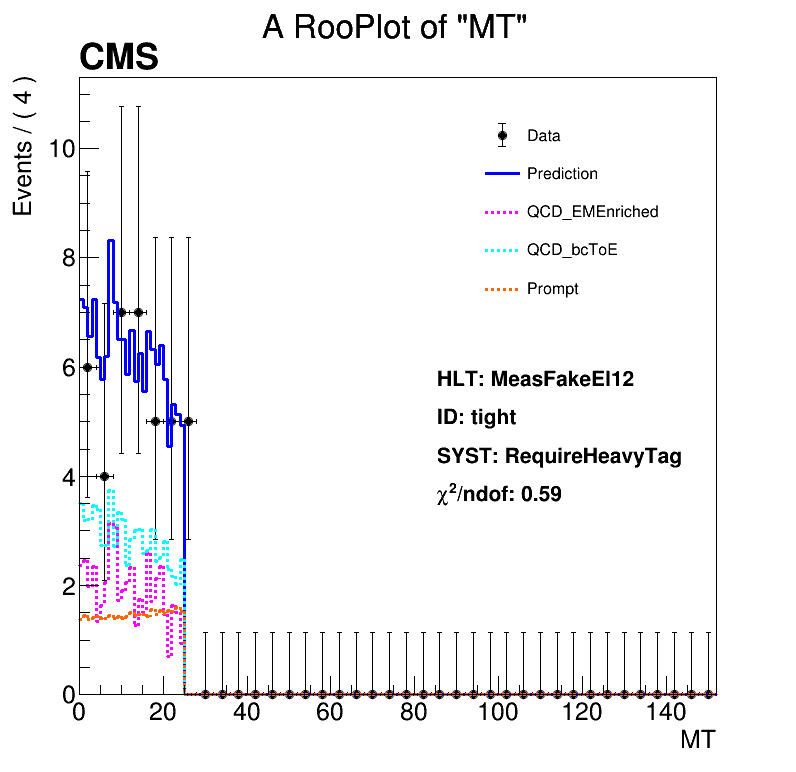 A RooPlot of "MT"
CMS
Events / ( 4 )
10
8
6
4
2
0
Data
Prediction
QCD_EMEnriched
QCD_bcToE
Prompt
HLT: MeasFakeEl12
ID: tight
SYST: RequireHeavyTag
χ²/ndof: 0.59
0 20 40 60 80 100 120 140
MT